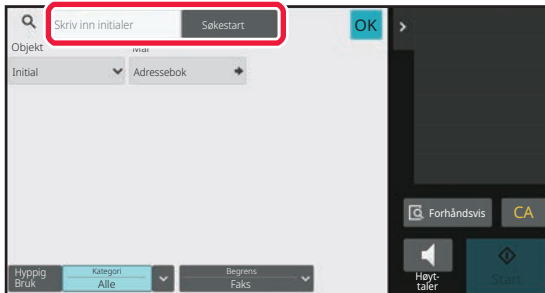 Skriv inn initialer Søkestart OK
Objekt Mål
Initial Adressebok
Forhåndsvis CA
Hyppig Bruk Kategori Alle Begrens Faks
Høyt-
taler
Start